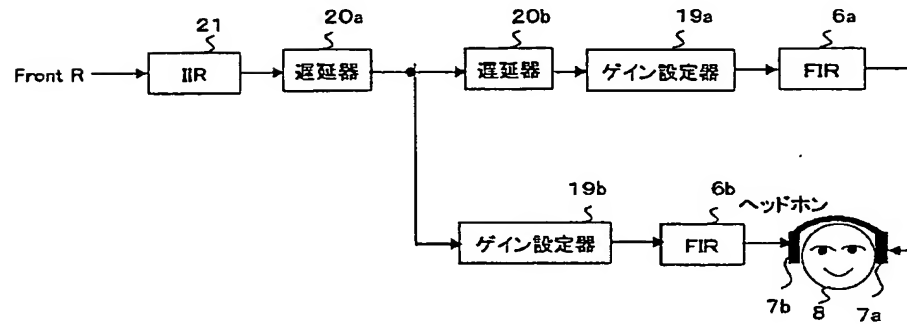 21
20a
20b
19a
6a
Front R
IIR
遅延器
遅延器
ゲイン設定器
FIR
19b
6b
ヘッドホン
ゲイン設定器
FIR
7b
8
7a